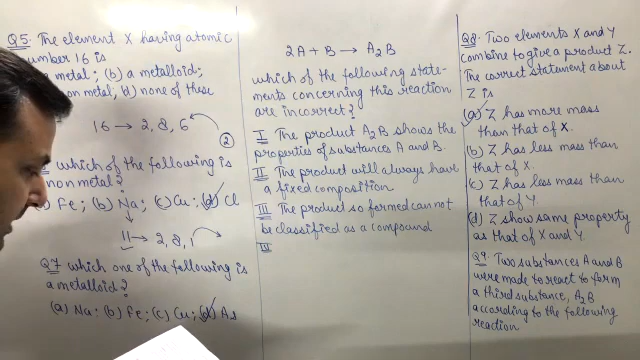 Q5. The element X having atomic
umber 16 is
metal; (b) a metalloid;
on metal; (d) none of these
16 → 2, 8, 6
②
which of the following is
non metal?
Fe; (b) Na; (c) Cu; (d) Cl
11 → 2, 8, 1
Q7 which one of the following is
a metalloid?
(a) Na; (b) Fe; (c) Cu; (d) As
2A + B → A₂B
which of the following state-
ments concerning this reaction
are incorrect?
I The product A₂B shows the
properties of substances A and B.
II The product will always have
a fixed composition
III The product so formed cannot
be classified as a compound
IV
Q8. Two elements X and Y
combine to give a product Z.
The correct statement about
Z is
(a) Z has more mass
than that of X.
(b) Z has less mass than
that of X.
(c) Z has less mass than
that of Y
(d) Z show same property
as that of X and Y.
Q9. Two substances A and B
were made to react to form
a third substance, A₂B
according to the following
reaction